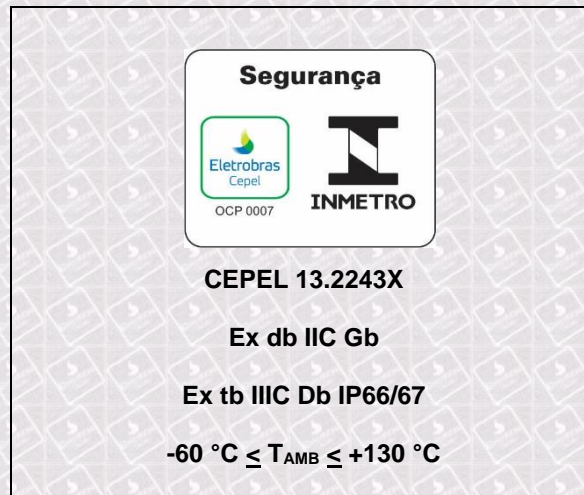 Segurança
Eletrobras
Cepel
OCP 0007
INMETRO
CEPEL 13.2243X
Ex db IIC Gb
Ex tb IIIC Db IP66/67
-60 °C ≤ TAMB ≤ +130 °C